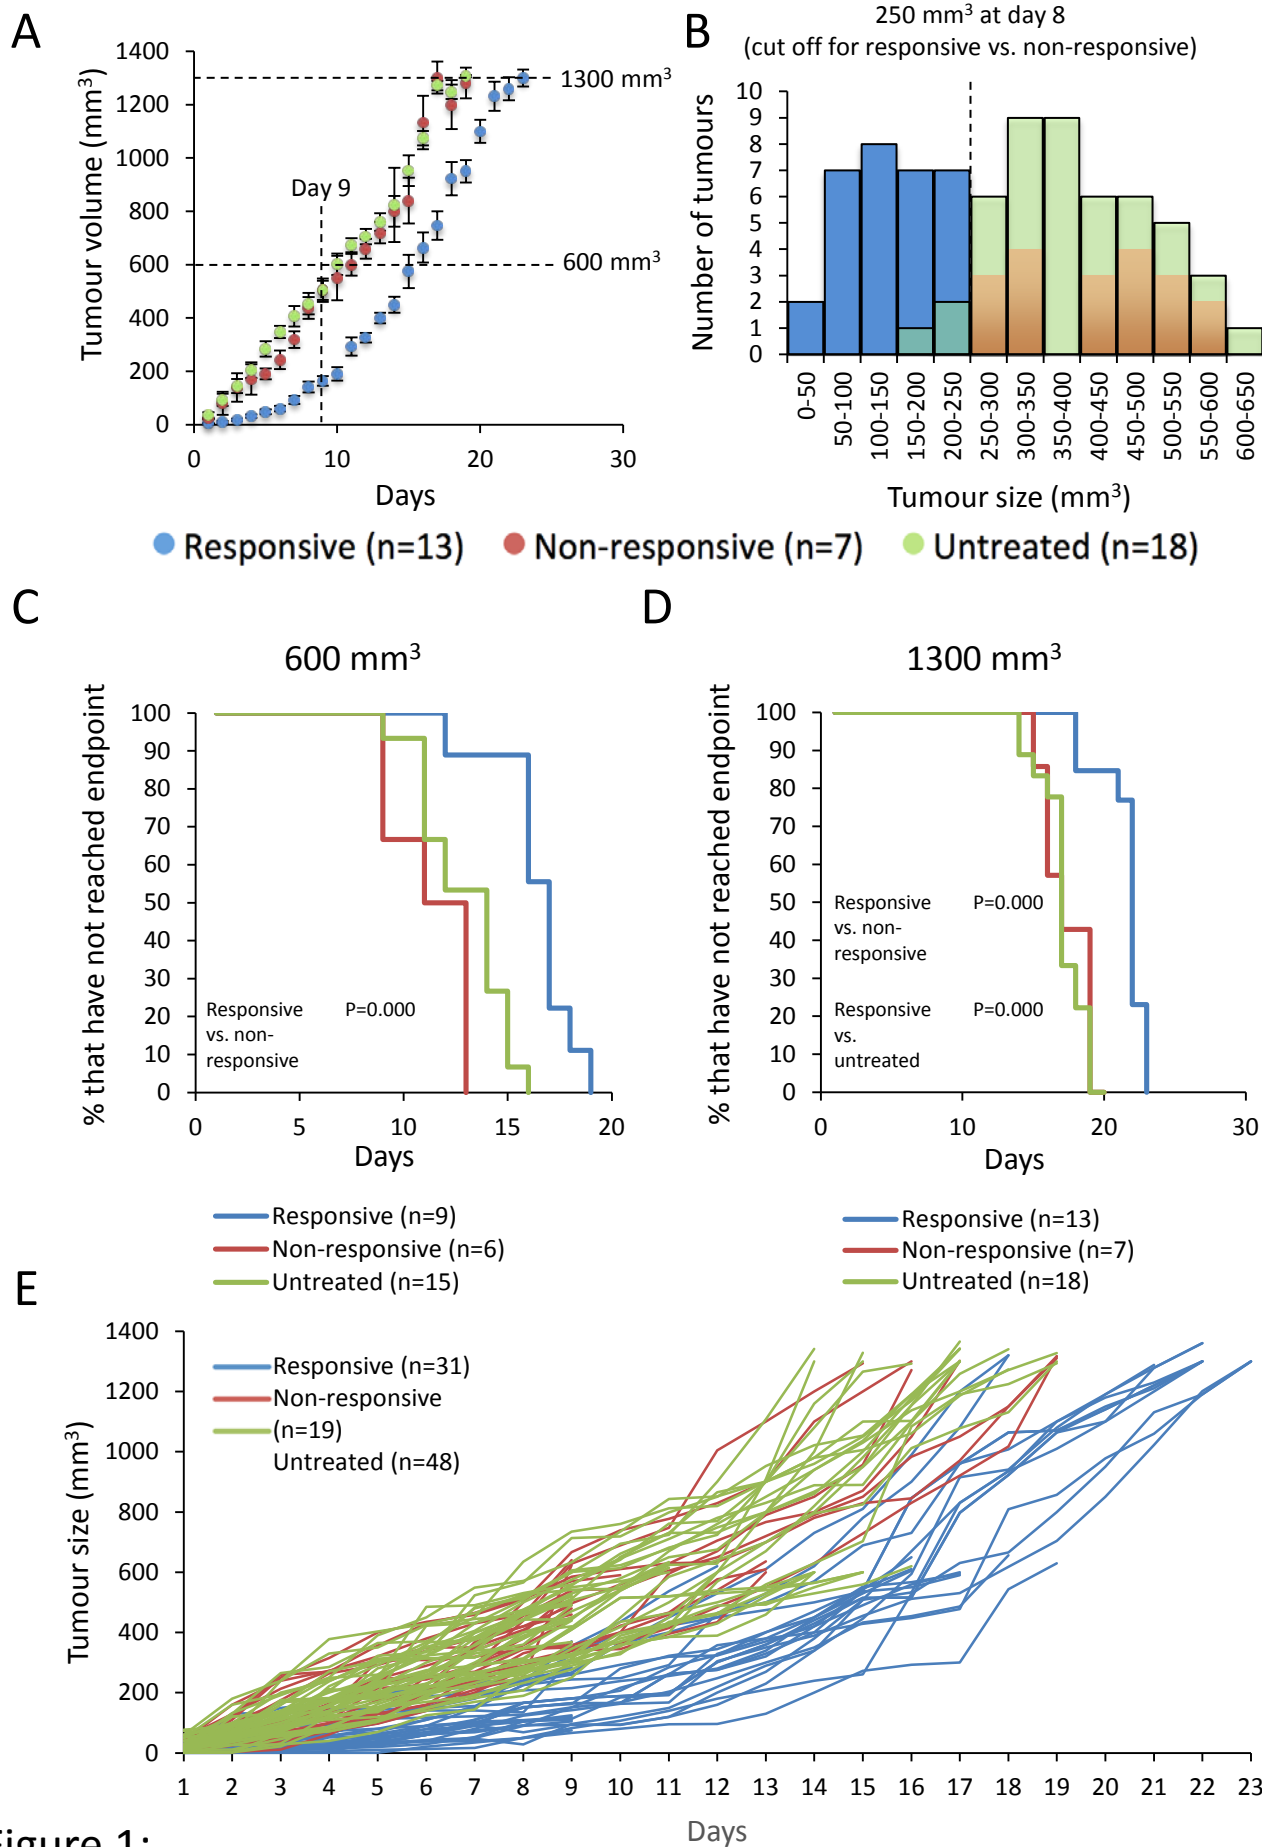 A
Tumour volume (mm³)
1400
1200
1000
800
600
400
200
0
0
10
20
30
Days
Day 9
1300 mm³
600 mm³
B
250 mm³ at day 8
(cut off for responsive vs. non-responsive)
Number of tumours
10
9
8
7
6
5
4
3
2
1
0
0-50
50-100
100-150
150-200
200-250
250-300
300-350
350-400
400-450
450-500
500-550
550-600
600-650
Tumour size (mm³)
Responsive (n=13)
Non-responsive (n=7)
Untreated (n=18)
C
600 mm³
% that have not reached endpoint
100
90
80
70
60
50
40
30
20
10
0
Responsive
vs. non-
responsive
P=0.000
0
5
10
15
20
Days
Responsive (n=9)
Non-responsive (n=6)
Untreated (n=15)
D
1300 mm³
% that have not reached endpoint
100
90
80
70
60
50
40
30
20
10
0
Responsive
vs. non-
responsive
P=0.000
Responsive
vs.
untreated
P=0.000
0
10
20
30
Days
Responsive (n=13)
Non-responsive (n=7)
Untreated (n=18)
E
Tumour size (mm³)
1400
1200
1000
800
600
400
200
0
Responsive (n=31)
Non-responsive
(n=19)
Untreated (n=48)
1
2
3
4
5
6
7
8
9
10
11
12
13
14
15
16
17
18
19
20
21
22
23
Days
Figure 1: